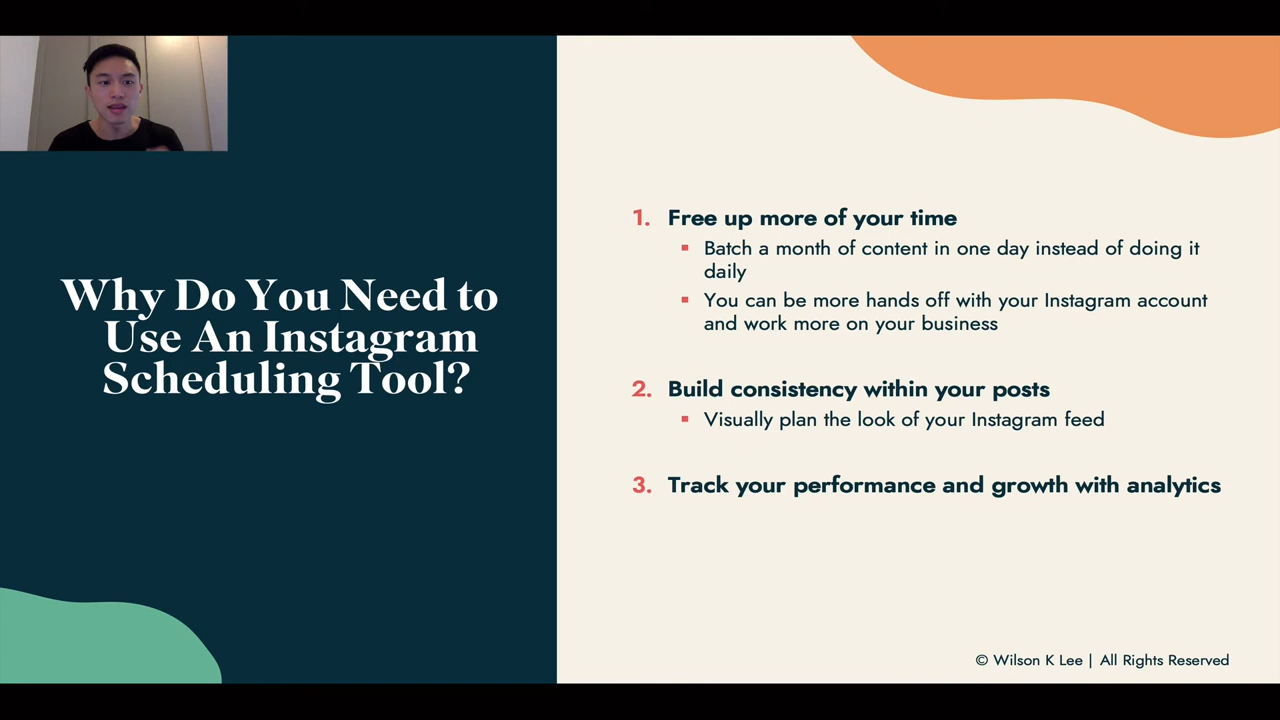 Why Do You Need to
Use An Instagram
Scheduling Tool?
1. Free up more of your time
▪ Batch a month of content in one day instead of doing it
daily
▪ You can be more hands off with your Instagram account
and work more on your business
2. Build consistency within your posts
▪ Visually plan the look of your Instagram feed
3. Track your performance and growth with analytics
© Wilson K Lee | All Rights Reserved